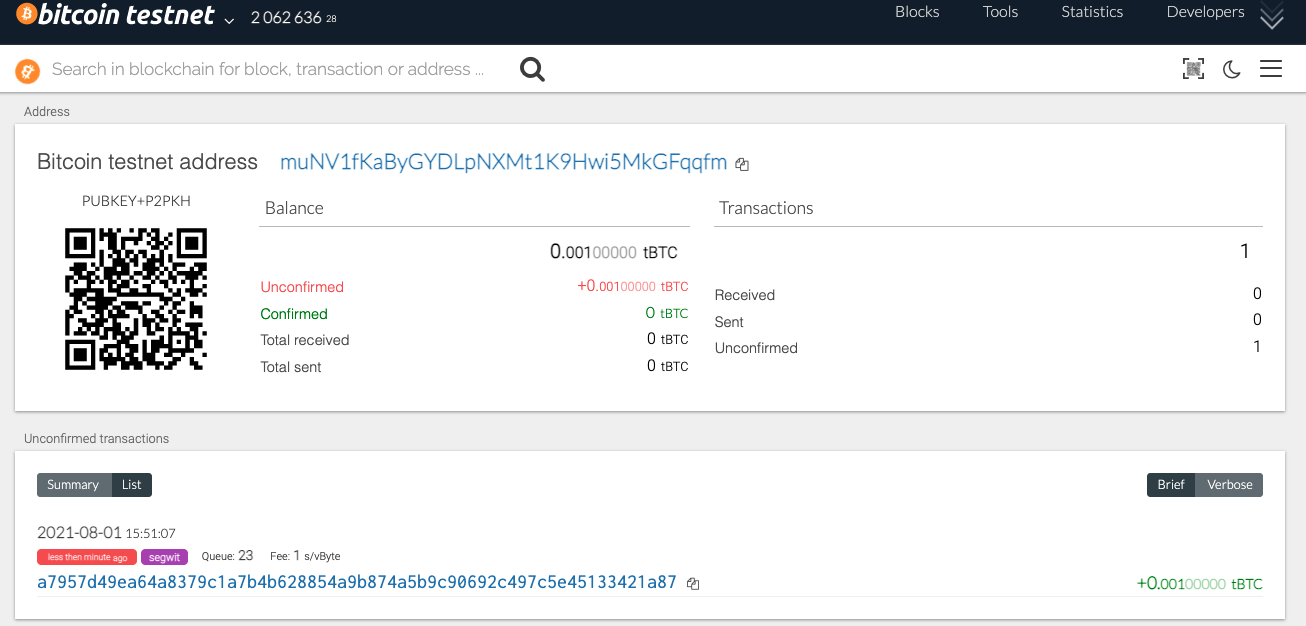 bitcoin testnet 2 062 636 28 Blocks Tools Statistics Developers
Search in blockchain for block, transaction or address ...
Address
Bitcoin testnet address muNV1fKaByGYDLpNXMt1K9Hwi5MkGFqqfm
PUBKEY+P2PKH
Balance
0.00100000 tBTC
Unconfirmed +0.00100000 tBTC
Confirmed 0 tBTC
Total received 0 tBTC
Total sent 0 tBTC
Transactions
1
Received 0
Sent 0
Unconfirmed 1
Unconfirmed transactions
Summary List Brief Verbose
2021-08-01 15:51:07
less then minute ago segwit Queue: 23 Fee: 1 s/vByte
a7957d49ea64a8379c1a7b4b628854a9b874a5b9c90692c497c5e45133421a87 +0.00100000 tBTC